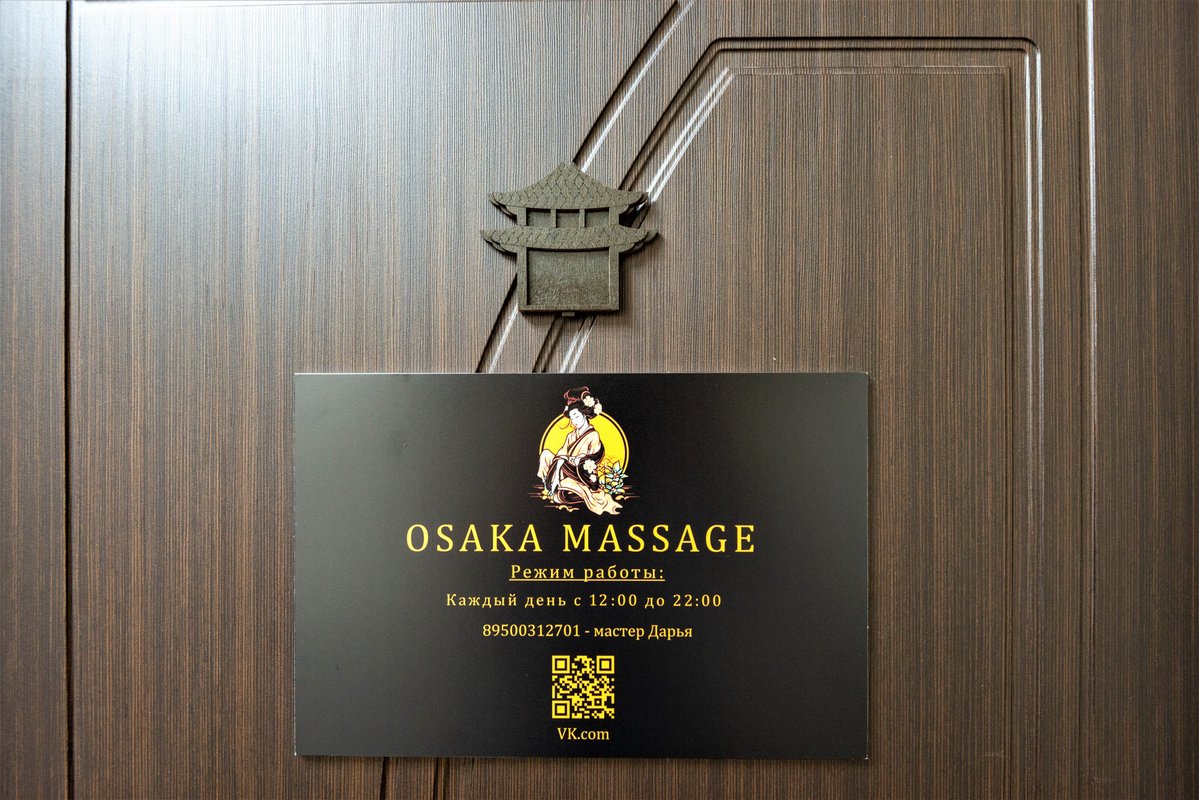 OSAKA MASSAGE
Режим работы:
Каждый день с 12:00 до 22:00
89500312701 - мастер Дарья
VK.com